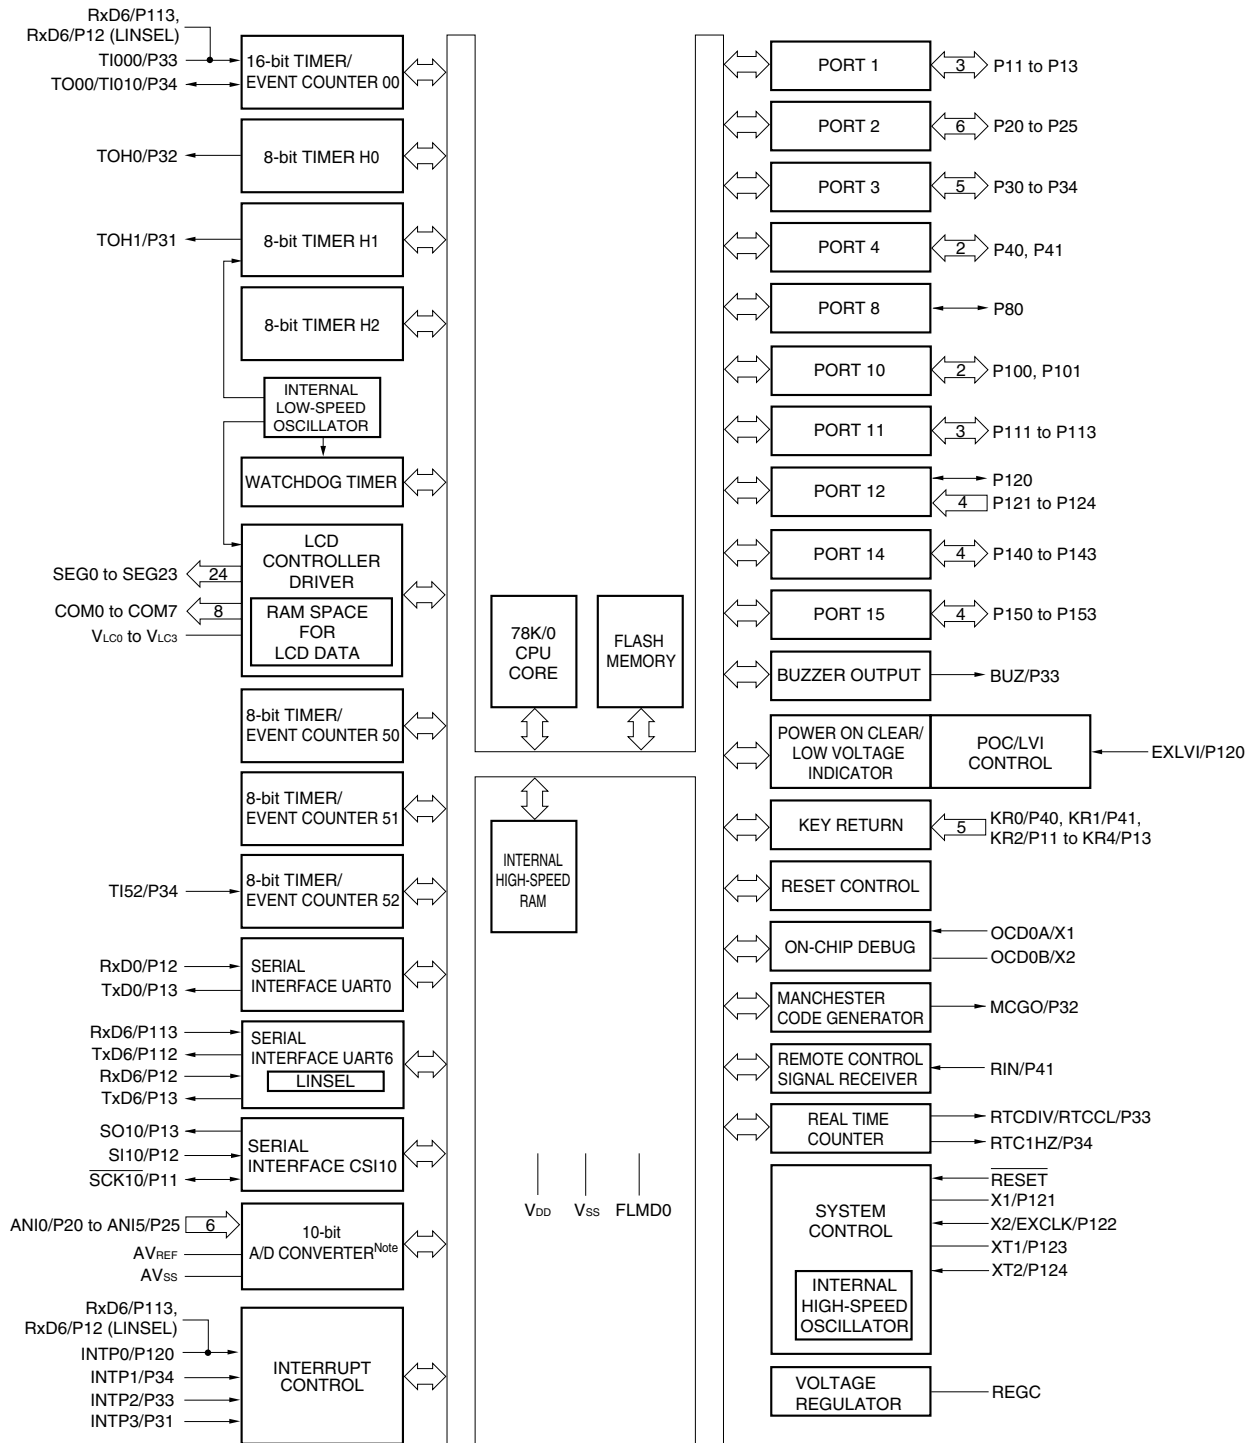 RxD6/P113,
RxD6/P12 (LINSEL)
TI000/P33
TO00/TI010/P34
16-bit TIMER/
EVENT COUNTER 00
TOH0/P32
8-bit TIMER H0
TOH1/P31
8-bit TIMER H1
8-bit TIMER H2
INTERNAL
LOW-SPEED
OSCILLATOR
WATCHDOG TIMER
LCD
CONTROLLER
DRIVER
SEG0 to SEG23
24
COM0 to COM7
8
VLC0 to VLC3
RAM SPACE
FOR
LCD DATA
8-bit TIMER/
EVENT COUNTER 50
8-bit TIMER/
EVENT COUNTER 51
TI52/P34
8-bit TIMER/
EVENT COUNTER 52
RxD0/P12
TxD0/P13
SERIAL
INTERFACE UART0
RxD6/P113
TxD6/P112
RxD6/P12
TxD6/P13
SERIAL
INTERFACE UART6
LINSEL
SO10/P13
SI10/P12
SCK10/P11
SERIAL
INTERFACE CSI10
ANI0/P20 to ANI5/P25
6
AVREF
AVSS
10-bit
A/D CONVERTERNote
RxD6/P113,
RxD6/P12 (LINSEL)
INTP0/P120
INTP1/P34
INTP2/P33
INTP3/P31
INTERRUPT
CONTROL
78K/0
CPU
CORE
FLASH
MEMORY
INTERNAL
HIGH-SPEED
RAM
VDD
VSS
FLMD0
PORT 1
3
P11 to P13
PORT 2
6
P20 to P25
PORT 3
5
P30 to P34
PORT 4
2
P40, P41
PORT 8
P80
PORT 10
2
P100, P101
PORT 11
3
P111 to P113
PORT 12
P120
4
P121 to P124
PORT 14
4
P140 to P143
PORT 15
4
P150 to P153
BUZZER OUTPUT
BUZ/P33
POWER ON CLEAR/
LOW VOLTAGE
INDICATOR
POC/LVI
CONTROL
EXLVI/P120
KEY RETURN
5
KR0/P40, KR1/P41,
KR2/P11 to KR4/P13
RESET CONTROL
ON-CHIP DEBUG
OCD0A/X1
OCD0B/X2
MANCHESTER
CODE GENERATOR
MCGO/P32
REMOTE CONTROL
SIGNAL RECEIVER
RIN/P41
REAL TIME
COUNTER
RTCDIV/RTCCL/P33
RTC1HZ/P34
SYSTEM
CONTROL
RESET
X1/P121
X2/EXCLK/P122
XT1/P123
XT2/P124
INTERNAL
HIGH-SPEED
OSCILLATOR
VOLTAGE
REGULATOR
REGC